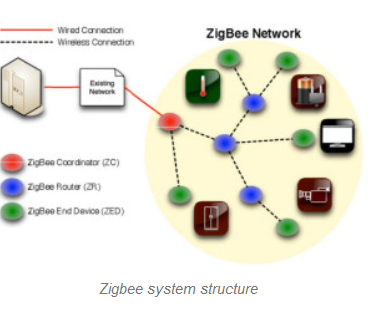 Wired Connection
Wireless Connection
ZigBee Network
Existing
Network
ZigBee Coordinator (ZC)
ZigBee Router (ZR)
ZigBee End Device (ZED)
Zigbee system structure